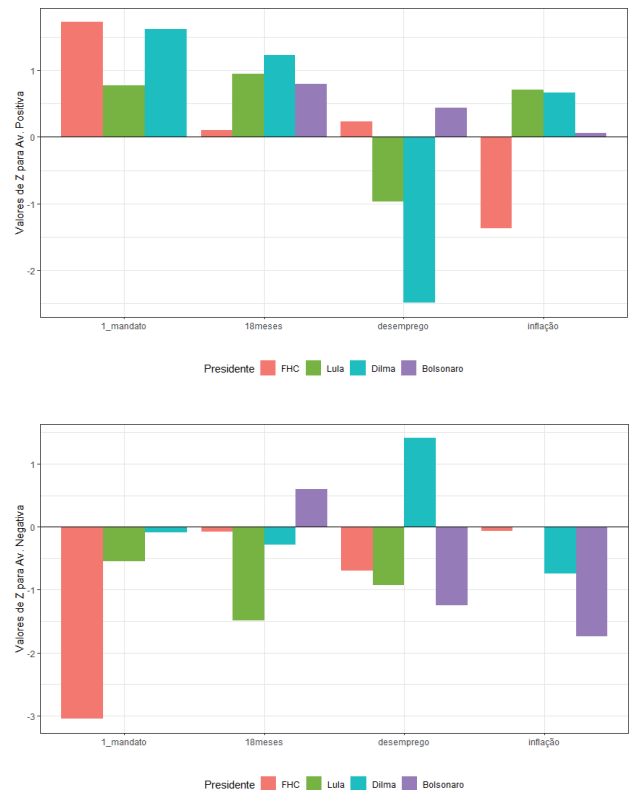 Valores de Z para Av. Positiva
1
0
-1
-2
1_mandato 18meses desemprego inflação
Presidente FHC Lula Dilma Bolsonaro
Valores de Z para Av. Negativa
1
0
-1
-2
-3
1_mandato 18meses desemprego inflação
Presidente FHC Lula Dilma Bolsonaro